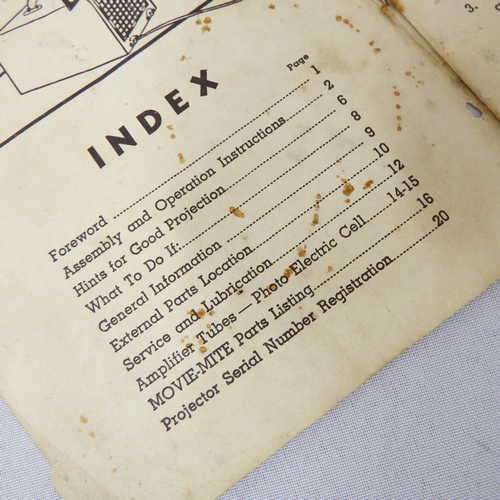 3.
INDEX
Page
Foreword 1
Assembly and Operation Instructions 2
Hints for Good Projection 6
What To Do If: 8
General Information 9
External Parts Location 10
Service and Lubrication 12
Amplifier Tubes — Photo Electric Cell 14-15
MOVIE-MITE Parts Listing 16
Projector Serial Number Registration 20